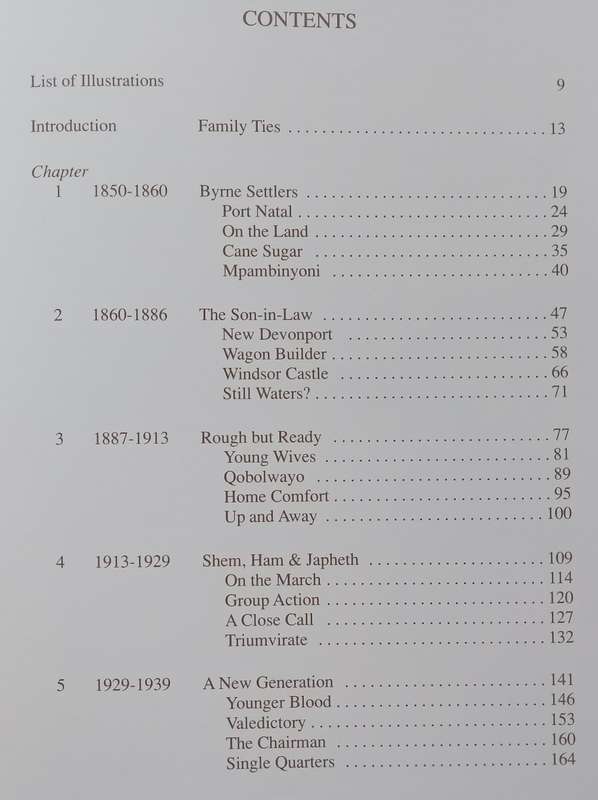 CONTENTS
List of Illustrations 9
Introduction Family Ties .............................. 13
Chapter
1 1850-1860 Byrne Settlers ............................. 19
Port Natal .............................. 24
On the Land ............................ 29
Cane Sugar ............................. 35
Mpambinyoni .......................... 40
2 1860-1886 The Son-in-Law ........................... 47
New Devonport ........................ 53
Wagon Builder .......................... 58
Windsor Castle ......................... 66
Still Waters? ............................ 71
3 1887-1913 Rough but Ready .......................... 77
Young Wives ........................... 81
Qobolwayo ............................ 89
Home Comfort .......................... 95
Up and Away .......................... 100
4 1913-1929 Shem, Ham & Japheth ..................... 109
On the March .......................... 114
Group Action .......................... 120
A Close Call .......................... 127
Triumvirate ........................... 132
5 1929-1939 A New Generation ........................ 141
Younger Blood ......................... 146
Valedictory ............................ 153
The Chairman ......................... 160
Single Quarters ........................ 164